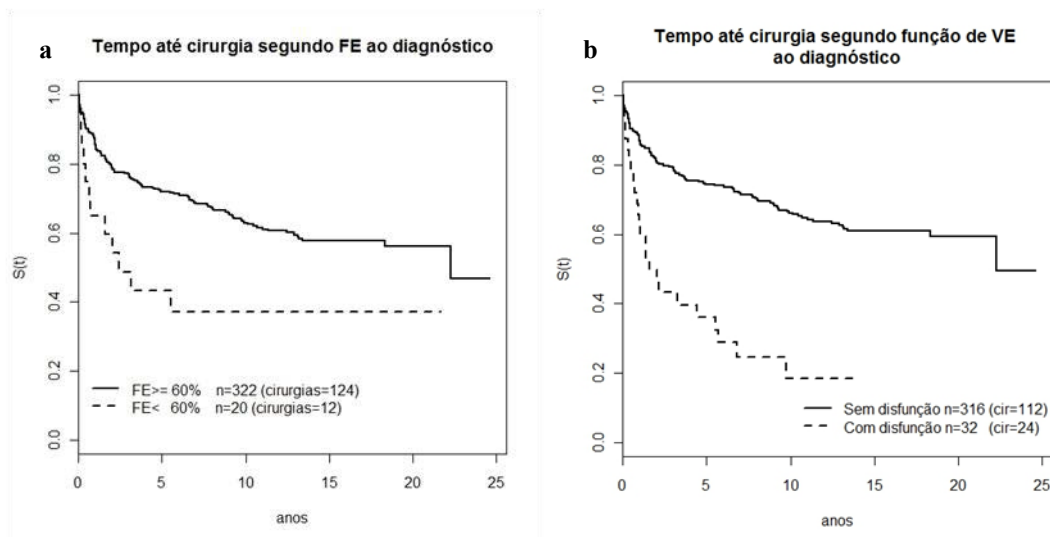 a
Tempo até cirurgia segundo FE ao diagnóstico
S(t)
1.0
0.8
0.6
0.4
0.2
0.0
FE>= 60% n=322 (cirurgias=124)
FE< 60% n=20 (cirurgias=12)
0 5 10 15 20 25
anos
b
Tempo até cirurgia segundo função de VE
ao diagnóstico
S(t)
1.0
0.8
0.6
0.4
0.2
0.0
Sem disfunção n=316 (cir=112)
Com disfunção n=32 (cir=24)
0 5 10 15 20 25
anos